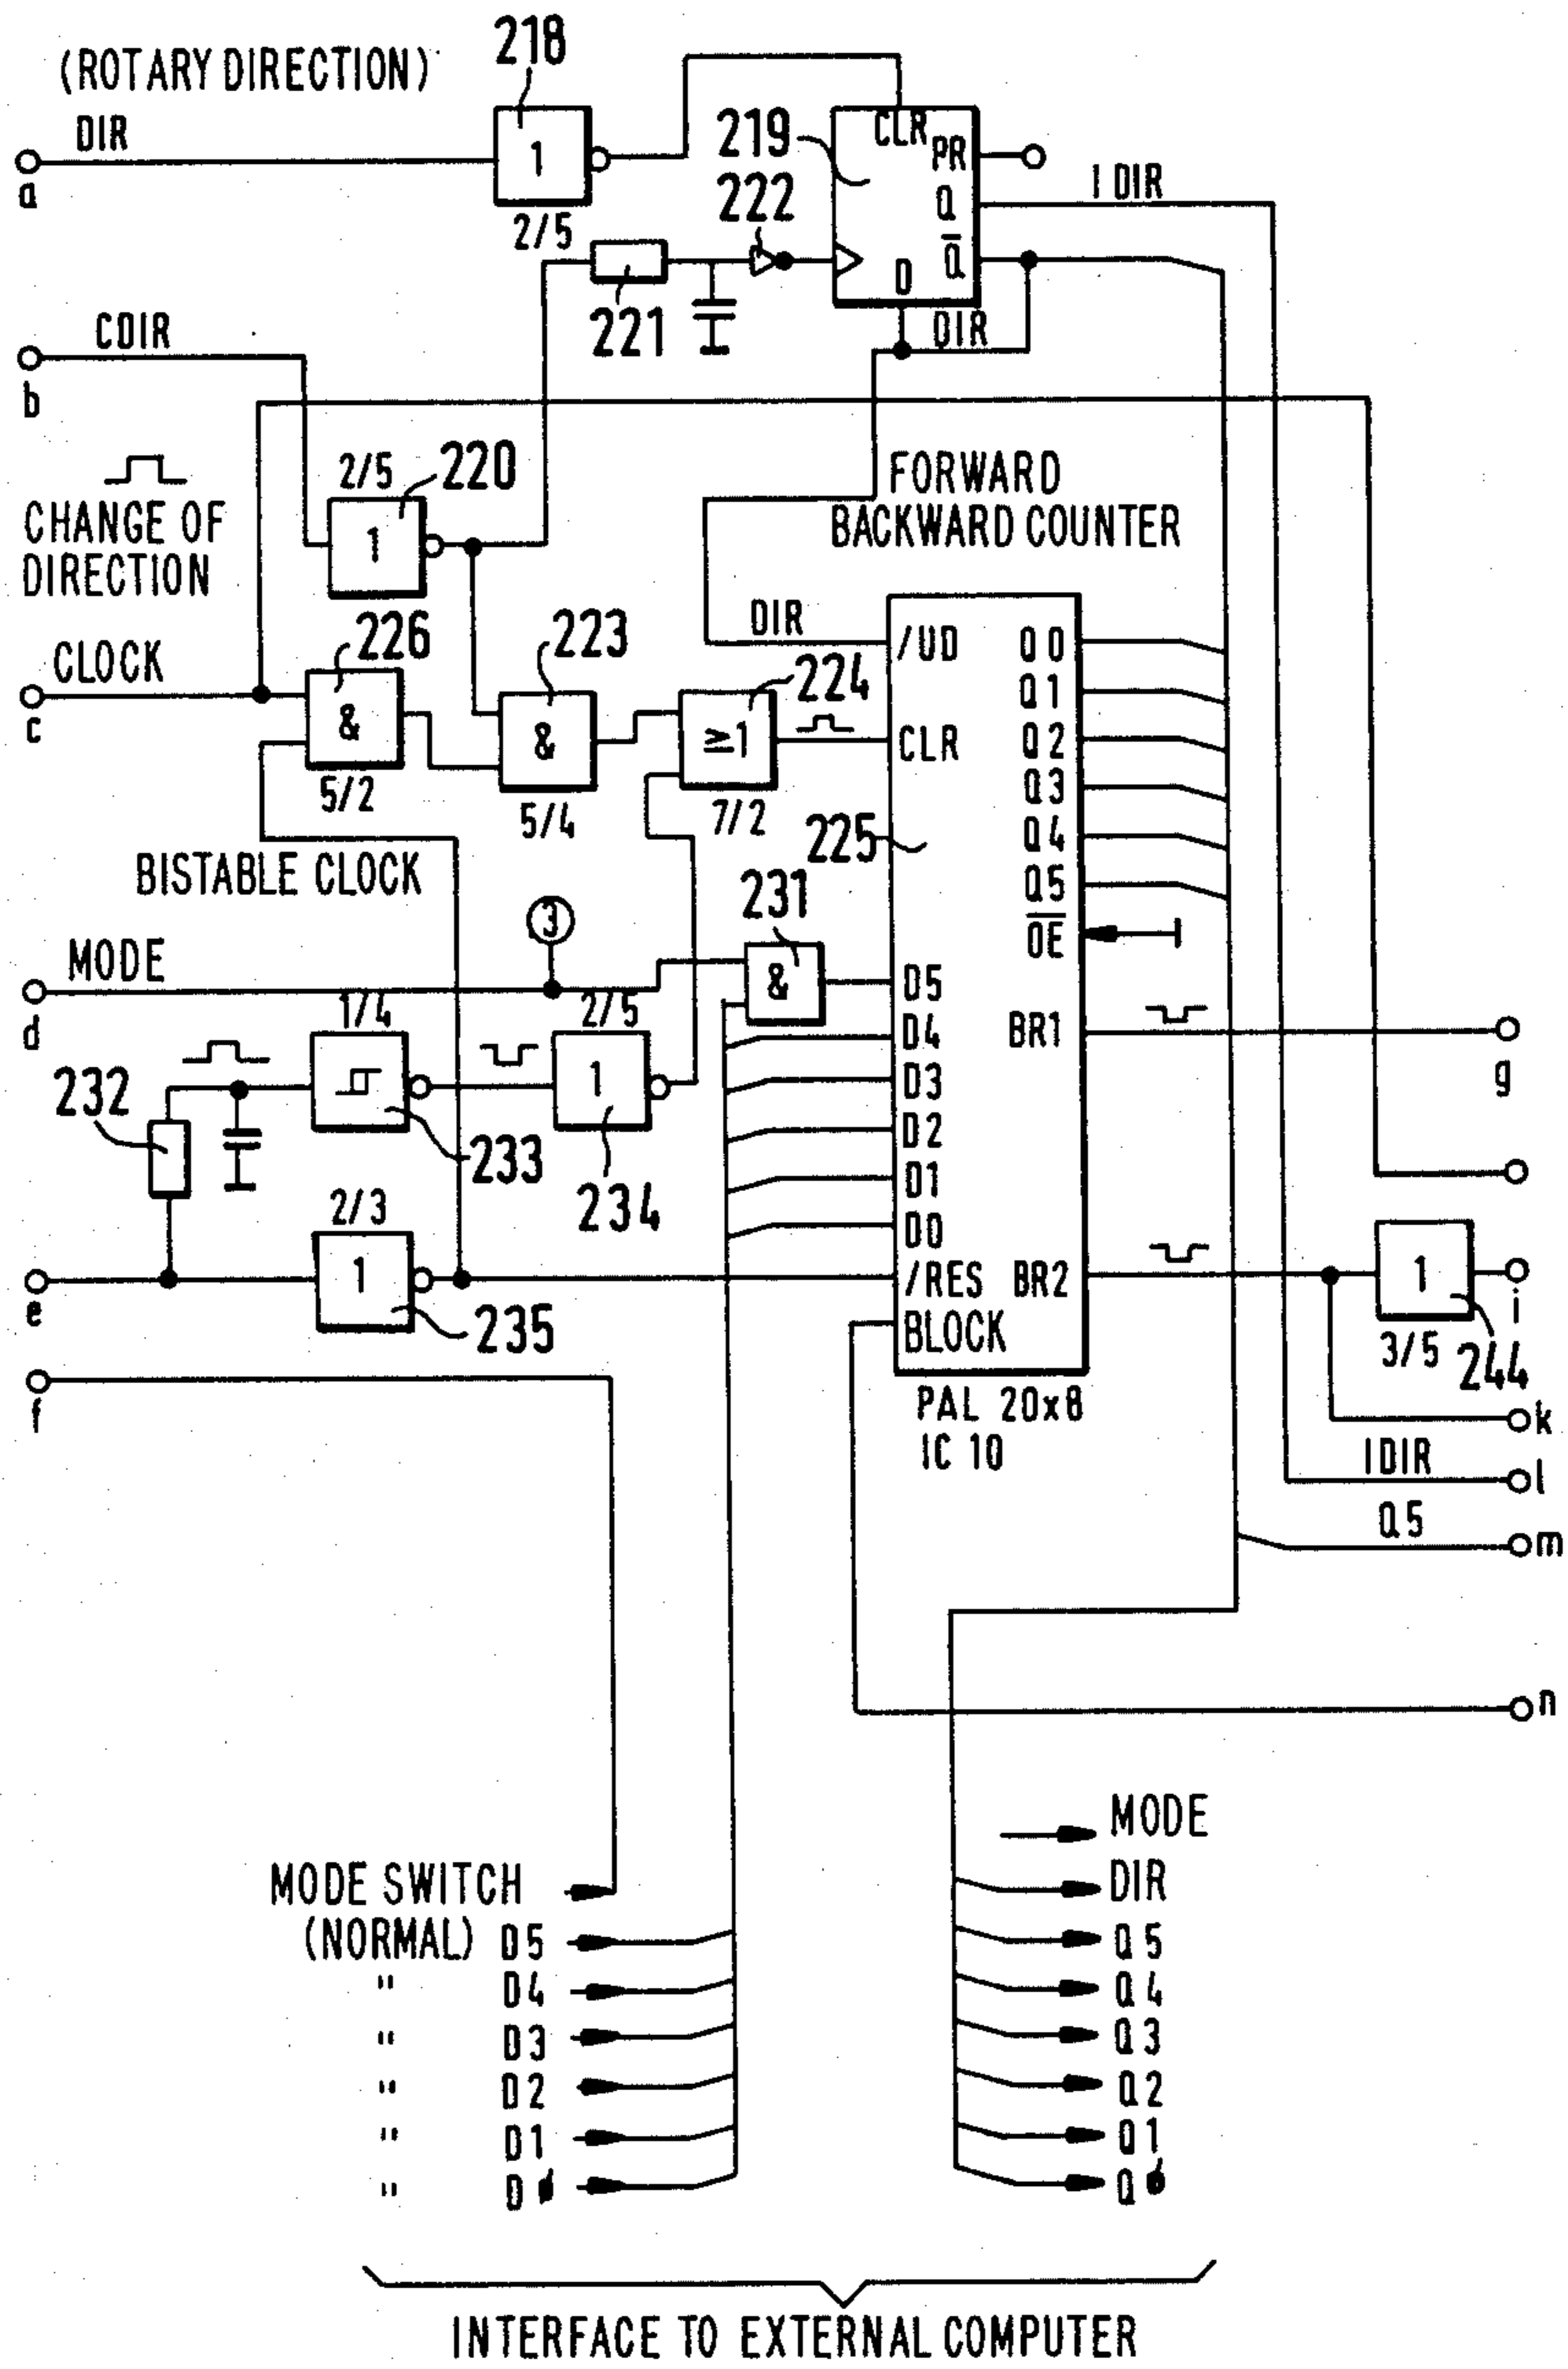 218
(ROTARY DIRECTION)
DIR
a
1
2/5
219
CLR
PR
Q
Q̅
D
I DIR
222
221
DIR
CDIR
b
CHANGE OF
DIRECTION
2/5
220
1
FORWARD
BACKWARD COUNTER
CLOCK
c
226
&
5/2
223
&
5/4
224
≥1
7/2
DIR
/UD
CLR
225
Q0
Q1
Q2
Q3
Q4
Q5
O̅E̅
BISTABLE CLOCK
3
231
&
MODE
d
1/4
2/5
1
232
233
234
D5
D4
D3
D2
D1
D0
BR1
g
2/3
1
e
235
/RES
BR2
BLOCK
1
i
3/5
244
f
PAL 20x8
IC 10
k
IDIR
l
Q5
m
n
MODE SWITCH
(NORMAL) D5
" D4
" D3
" D2
" D1
" DØ
MODE
DIR
Q5
Q4
Q3
Q2
Q1
QØ
INTERFACE TO EXTERNAL COMPUTER